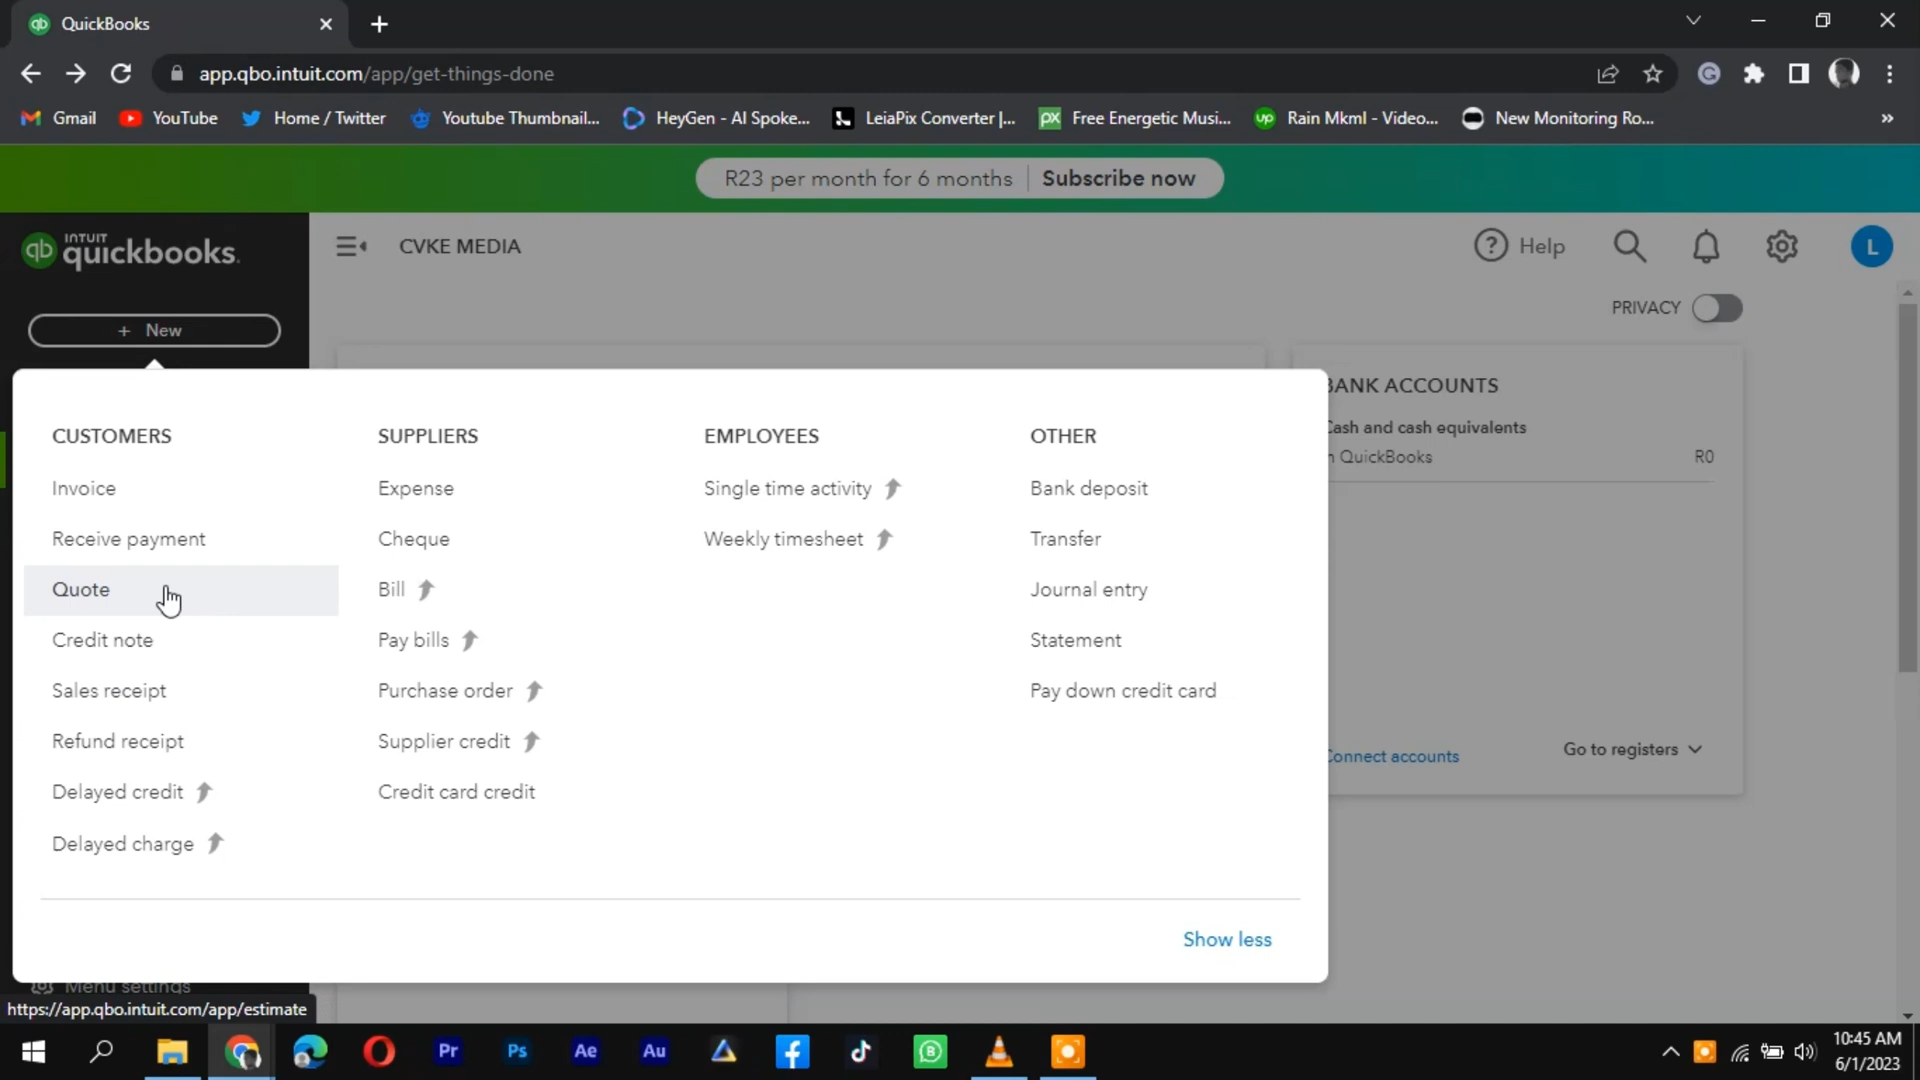 QuickBooks
app.qbo.intuit.com/app/get-things-done
Gmail
YouTube
Home / Twitter
Youtube Thumbnail...
HeyGen - AI Spoke...
LeiaPix Converter |...
Free Energetic Musi...
Rain Mkml - Video...
New Monitoring Ro...
»
R23 per month for 6 months
Subscribe now
qb INTUIT quickbooks.
CVKE MEDIA
Help
L
+ New
PRIVACY
BANK ACCOUNTS
Cash and cash equivalents
n QuickBooks
R0
Connect accounts
Go to registers
CUSTOMERS
Invoice
Receive payment
Quote
Credit note
Sales receipt
Refund receipt
Delayed credit
Delayed charge
SUPPLIERS
Expense
Cheque
Bill
Pay bills
Purchase order
Supplier credit
Credit card credit
EMPLOYEES
Single time activity
Weekly timesheet
OTHER
Bank deposit
Transfer
Journal entry
Statement
Pay down credit card
Show less
Menu settings
https://app.qbo.intuit.com/app/estimate
Pr
Ps
Ae
Au
10:45 AM
6/1/2023